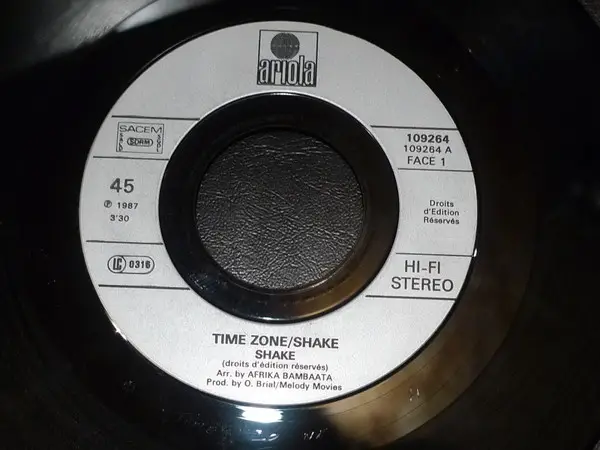 ariola
SACEM
SDRM
45
℗ 1987
3'30
LC 0316
109264
109264 A
FACE 1
Droits
d'Edition
Réservés
HI-FI
STEREO
TIME ZONE/SHAKE
SHAKE
(droits d'édition réservés)
Arr. by AFRIKA BAMBAATA
Prod. by O. Brial/Melody Movies